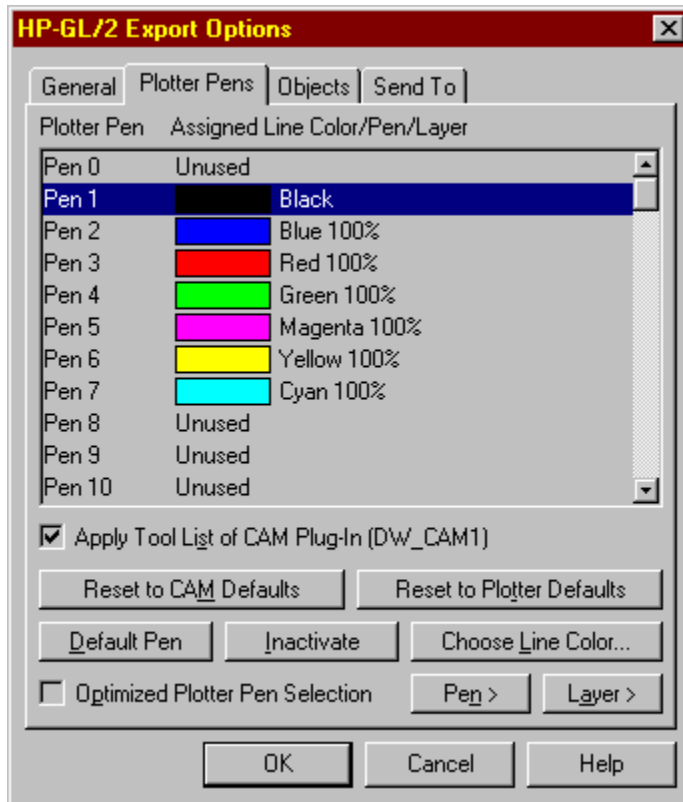 HP-GL/2 Export Options
General Plotter Pens Objects Send To
Plotter Pen Assigned Line Color/Pen/Layer
Pen 0 Unused
Pen 1 Black
Pen 2 Blue 100%
Pen 3 Red 100%
Pen 4 Green 100%
Pen 5 Magenta 100%
Pen 6 Yellow 100%
Pen 7 Cyan 100%
Pen 8 Unused
Pen 9 Unused
Pen 10 Unused
Apply Tool List of CAM Plug-In (DW_CAM1)
Reset to CAM Defaults Reset to Plotter Defaults
Default Pen Inactivate Choose Line Color...
Optimized Plotter Pen Selection Pen > Layer >
OK Cancel Help